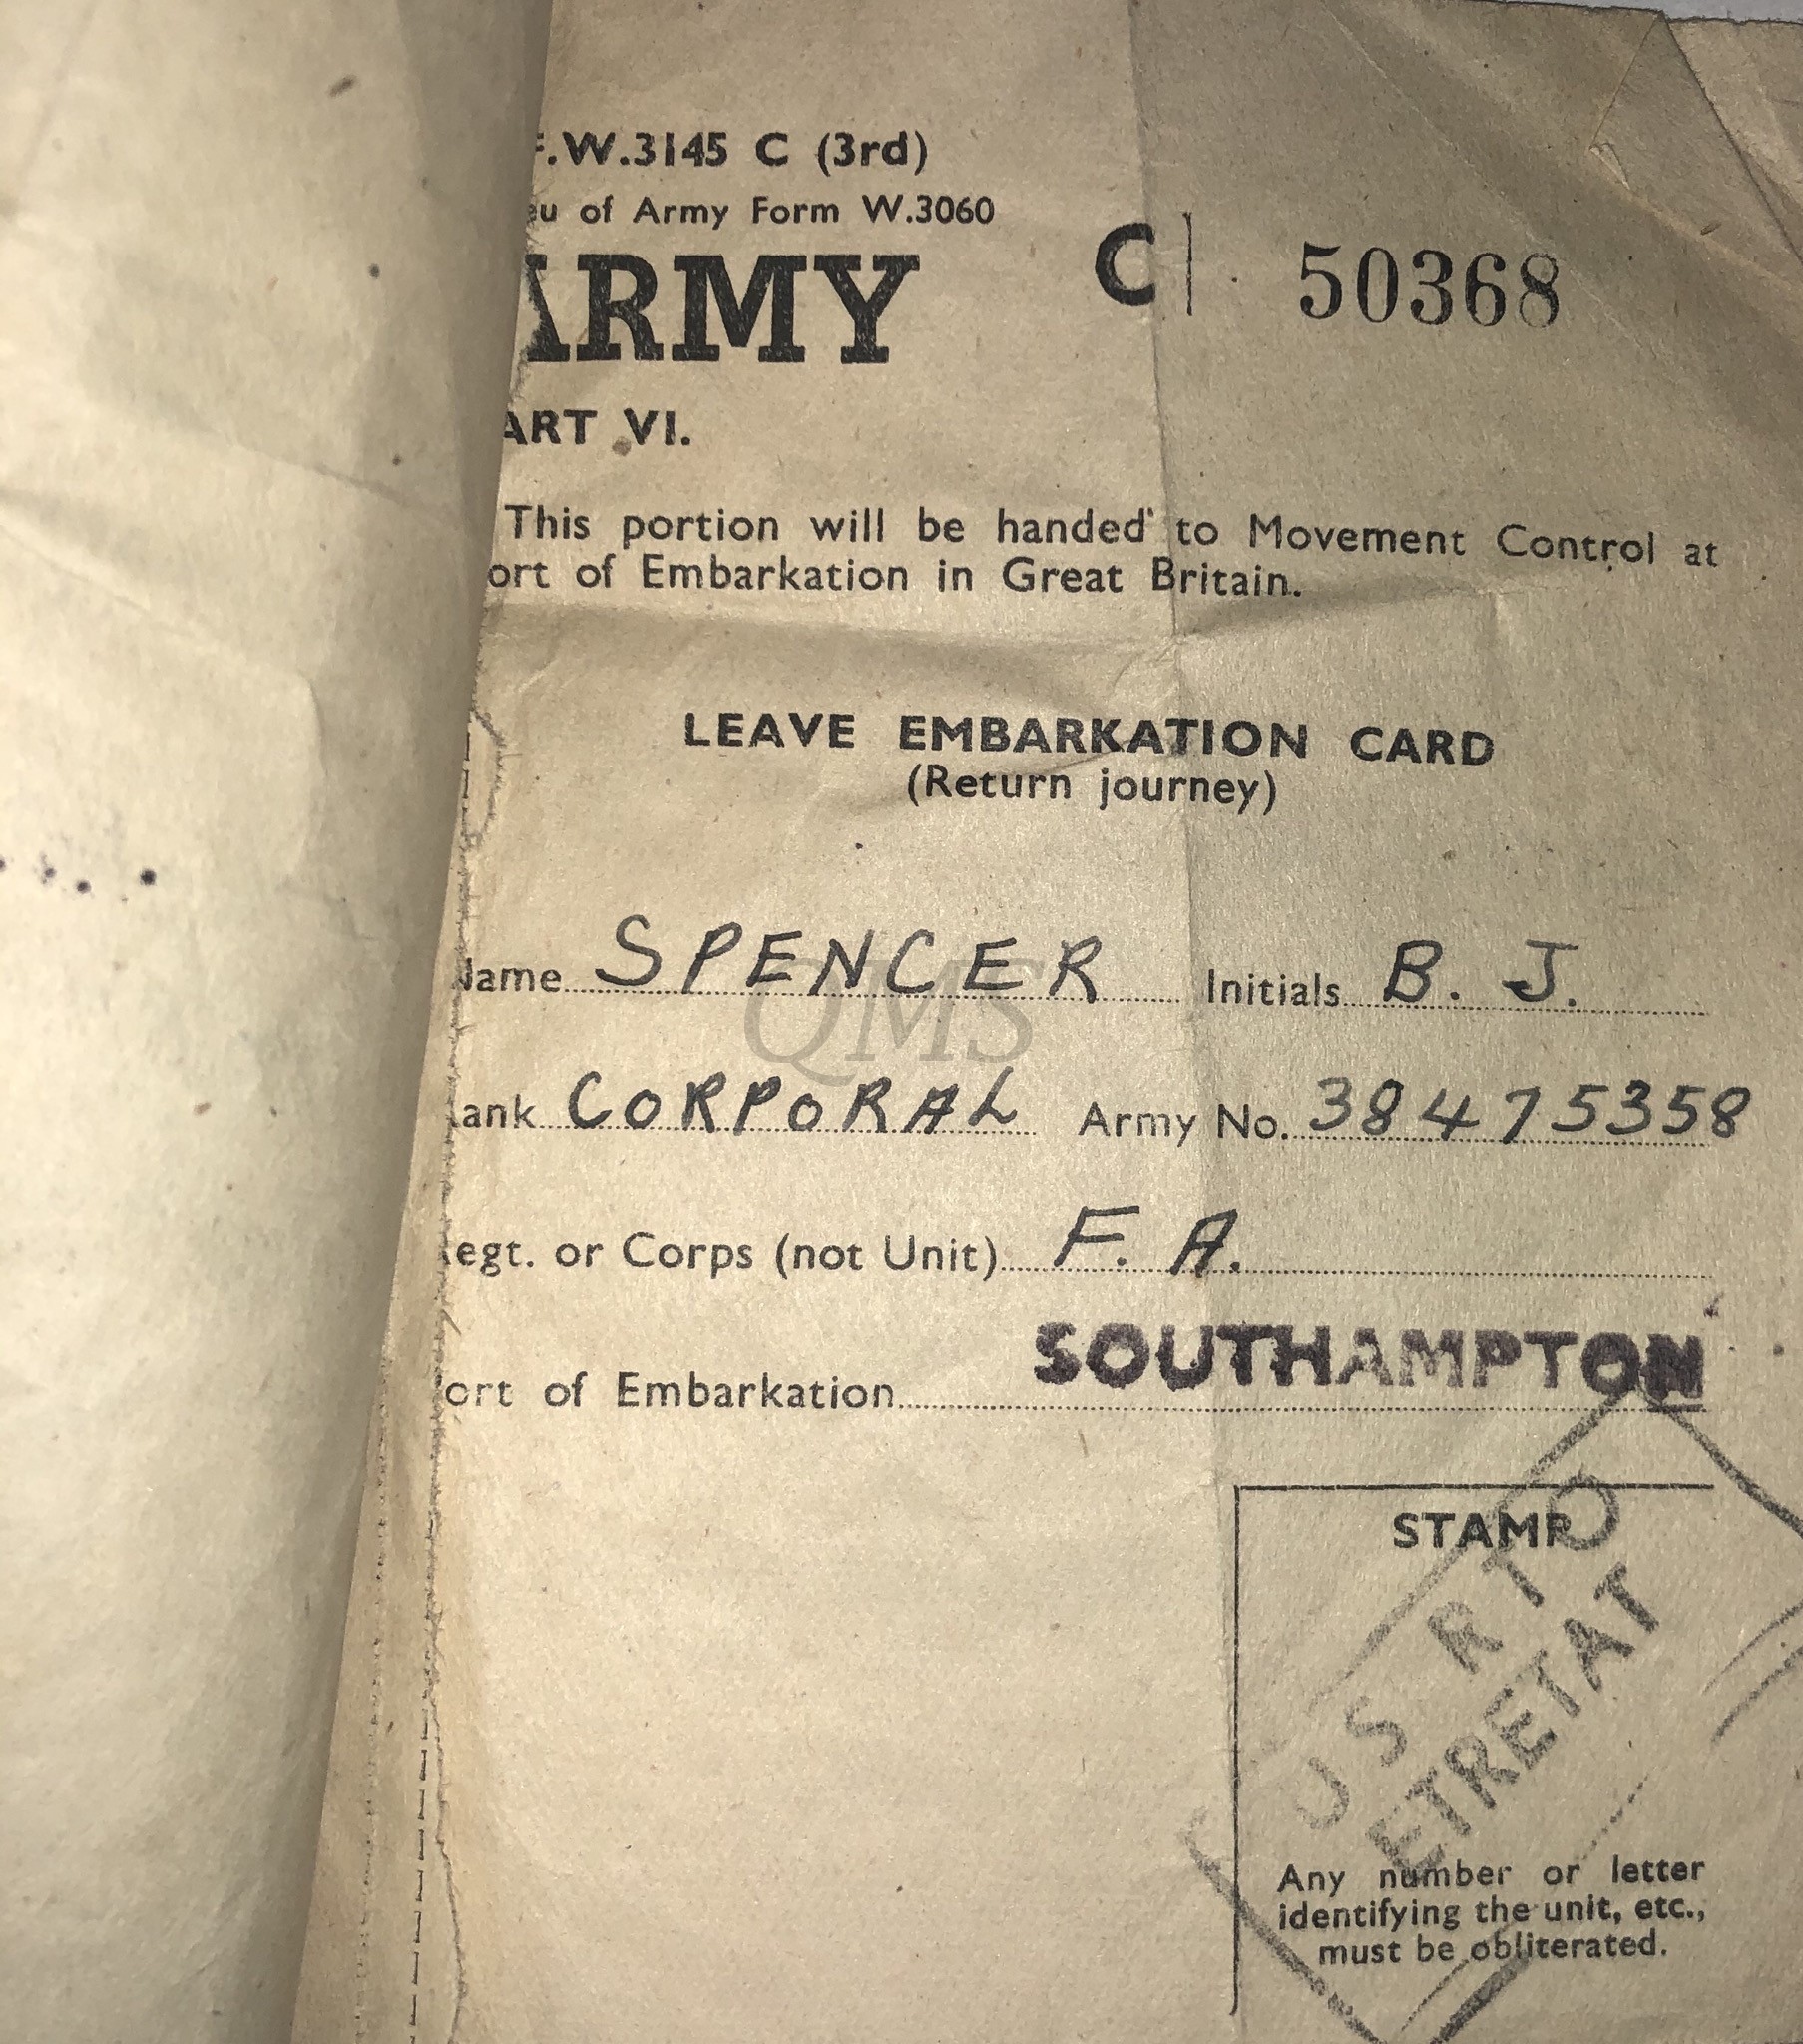 F.W.3145 C (3rd)
eu of Army Form W.3060
ARMY C 50368
ART VI.
This portion will be handed to Movement Control at
ort of Embarkation in Great Britain.
LEAVE EMBARKATION CARD
(Return journey)
Name SPENCER Initials B. J.
QMS
ank CORPORAL Army No. 38475358
egt. or Corps (not Unit) F. A.
ort of Embarkation SOUTHAMPTON
STAMP
U S R T O
ETRETAT
Any number or letter
identifying the unit, etc.,
must be obliterated.